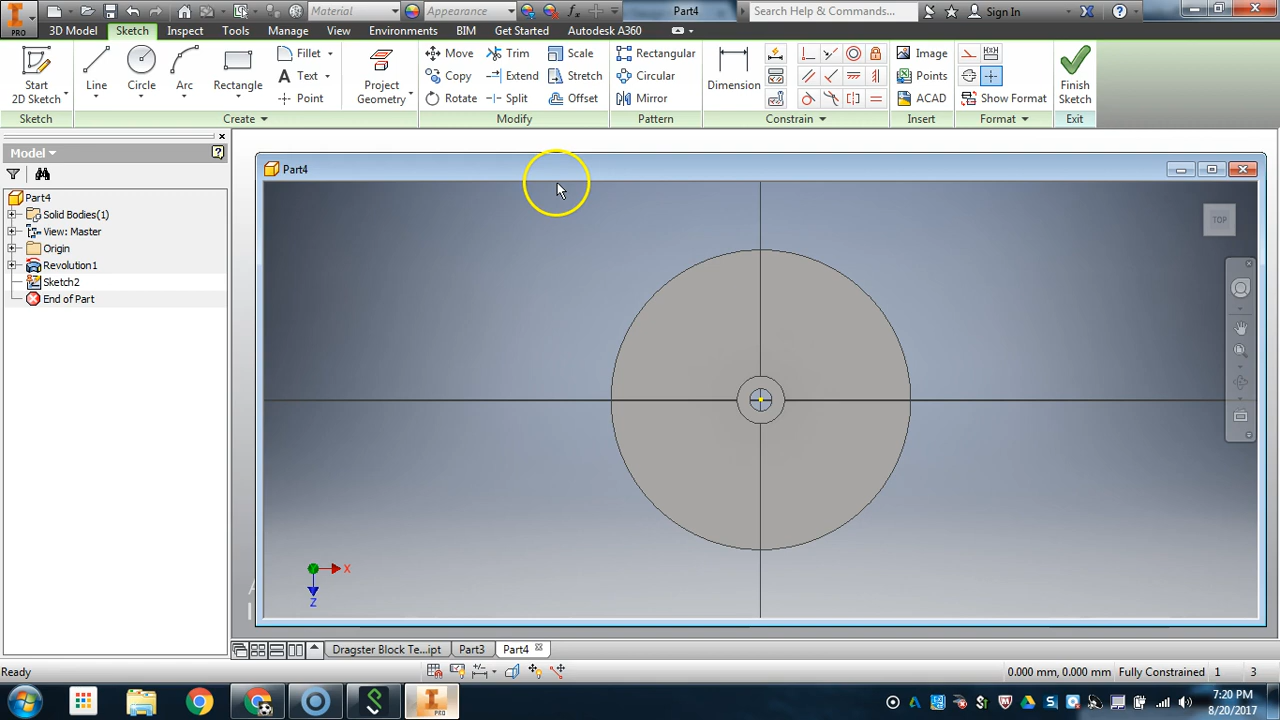 Material
Appearance
Part4
Search Help & Commands...
Sign In
PRO
3D Model
Sketch
Inspect
Tools
Manage
View
Environments
BIM
Get Started
Autodesk A360
Start
2D Sketch
Line
Circle
Arc
Rectangle
Fillet
Text
Point
Project
Geometry
Move
Copy
Rotate
Trim
Extend
Split
Scale
Stretch
Offset
Rectangular
Circular
Mirror
Dimension
Image
Points
ACAD
Show Format
Finish
Sketch
Sketch
Create
Modify
Pattern
Constrain
Insert
Format
Exit
Model
Part4
Solid Bodies(1)
View: Master
Origin
Revolution1
Sketch2
End of Part
Part4
TOP
X
Z
Dragster Block Te...ipt
Part3
Part4
Ready
0.000 mm, 0.000 mm
Fully Constrained
1
3
PRO
7:20 PM
8/20/2017